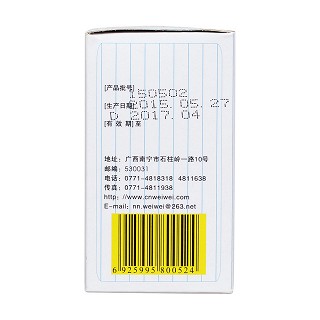 [产品批号] 150502
[生产日期] 2015.05.27
D 2017.04
[有 效 期]至
地址：广西南宁市石柱岭一路10号
邮编：530031
电话：0771-4818318 4811638
传真：0771-4811938
http://www.cnweiwei.com
E-mail：nn.weiwei@263.net
6 925995 800524